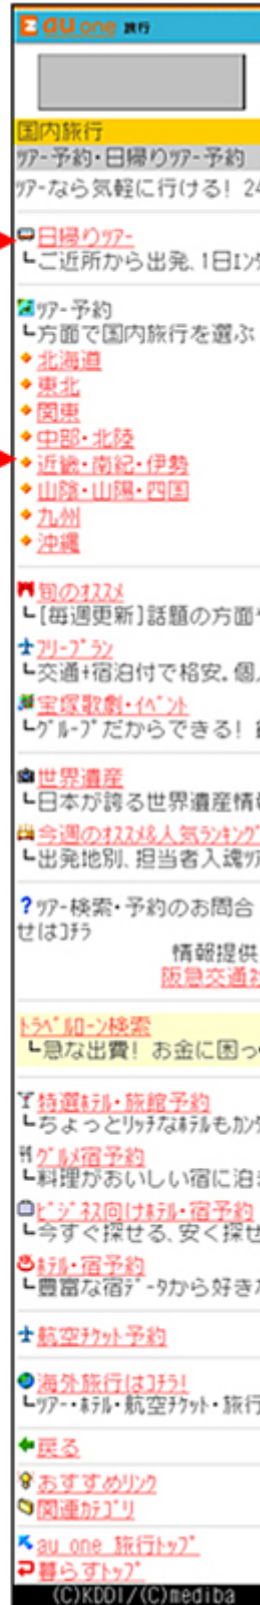 au one 旅行
国内旅行
ﾂｱｰ予約・日帰りﾂｱｰ予約
ﾂｱｰなら気軽に行ける! 24
日帰りﾂｱｰ
┗ご近所から出発､1日ｴﾝ
ﾂｱｰ予約
┗方面で国内旅行を選ぶ
北海道
東北
関東
中部・北陸
近畿・南紀・伊勢
山陰・山陽・四国
九州
沖縄
旬のｵｽｽﾒ
┗[毎週更新]話題の方面
ﾌﾘｰﾌﾟﾗﾝ
┗交通+宿泊付で格安｡個
宝塚歌劇・ｲﾍﾞﾝﾄ
┗ｸﾞﾙｰﾌﾟだからできる!
世界遺産
┗日本が誇る世界遺産情
今週のｵｽｽﾒ&人気ﾗﾝｷﾝｸﾞ
┗出発地別､担当者入魂ﾂ
?ﾂｱｰ検索・予約のお問合
せはｺﾁﾗ
情報提供
阪急交通
ﾄﾗﾍﾞﾙﾛｰﾝ検索
┗急な出費! お金に困っ
特選ﾎﾃﾙ・旅館予約
┗ちょっとﾘｯﾁなﾎﾃﾙもｶﾝ
ｸﾞﾙﾒ宿予約
┗料理がおいしい宿に泊
ﾋﾞｼﾞﾈｽ向けﾎﾃﾙ・宿予約
┗今すぐ探せる､安く探せ
ﾎﾃﾙ・宿予約
┗豊富な宿ﾃﾞｰﾀから好き
航空ﾁｹｯﾄ予約
海外旅行はｺﾁﾗ!
┗ﾂｱｰ・ﾎﾃﾙ・航空ﾁｹｯﾄ・旅行
戻る
おすすめﾘﾝｸ
関連ｶﾃｺﾞﾘ
au one 旅行ﾄｯﾌﾟ
暮らすﾄｯﾌﾟ
(C)KDDI/(C)mediba